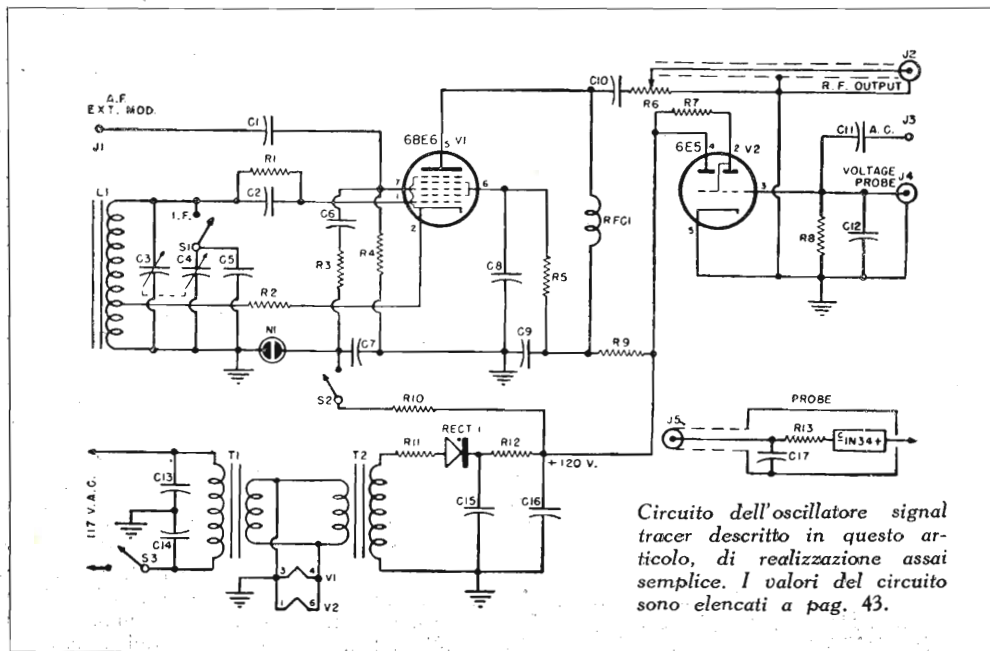 A.F.
EXT. MOD.
J1
C1
R1
C2
L1
I.F.
S1
C3
C4
C5
R2
N1
C6
R3
R4
6BE6
V1
5
7
1
2
6
C7
C8
C9
R5
RFC1
C10
R6
J2
R.F. OUTPUT
R7
6E5
4
2
V2
3
5
C11
A.C.
J3
VOLTAGE
PROBE
J4
R8
C12
R9
S2
R10
117 V.A.C.
C13
C14
S3
T1
T2
R11
RECT 1
R12
+120 V.
C15
C16
3
4
V1
1
6
V2
J5
PROBE
R13
1N34+
C17
Circuito dell'oscillatore signal
tracer descritto in questo ar-
ticolo, di realizzazione assai
semplice. I valori del circuito
sono elencati a pag. 43.